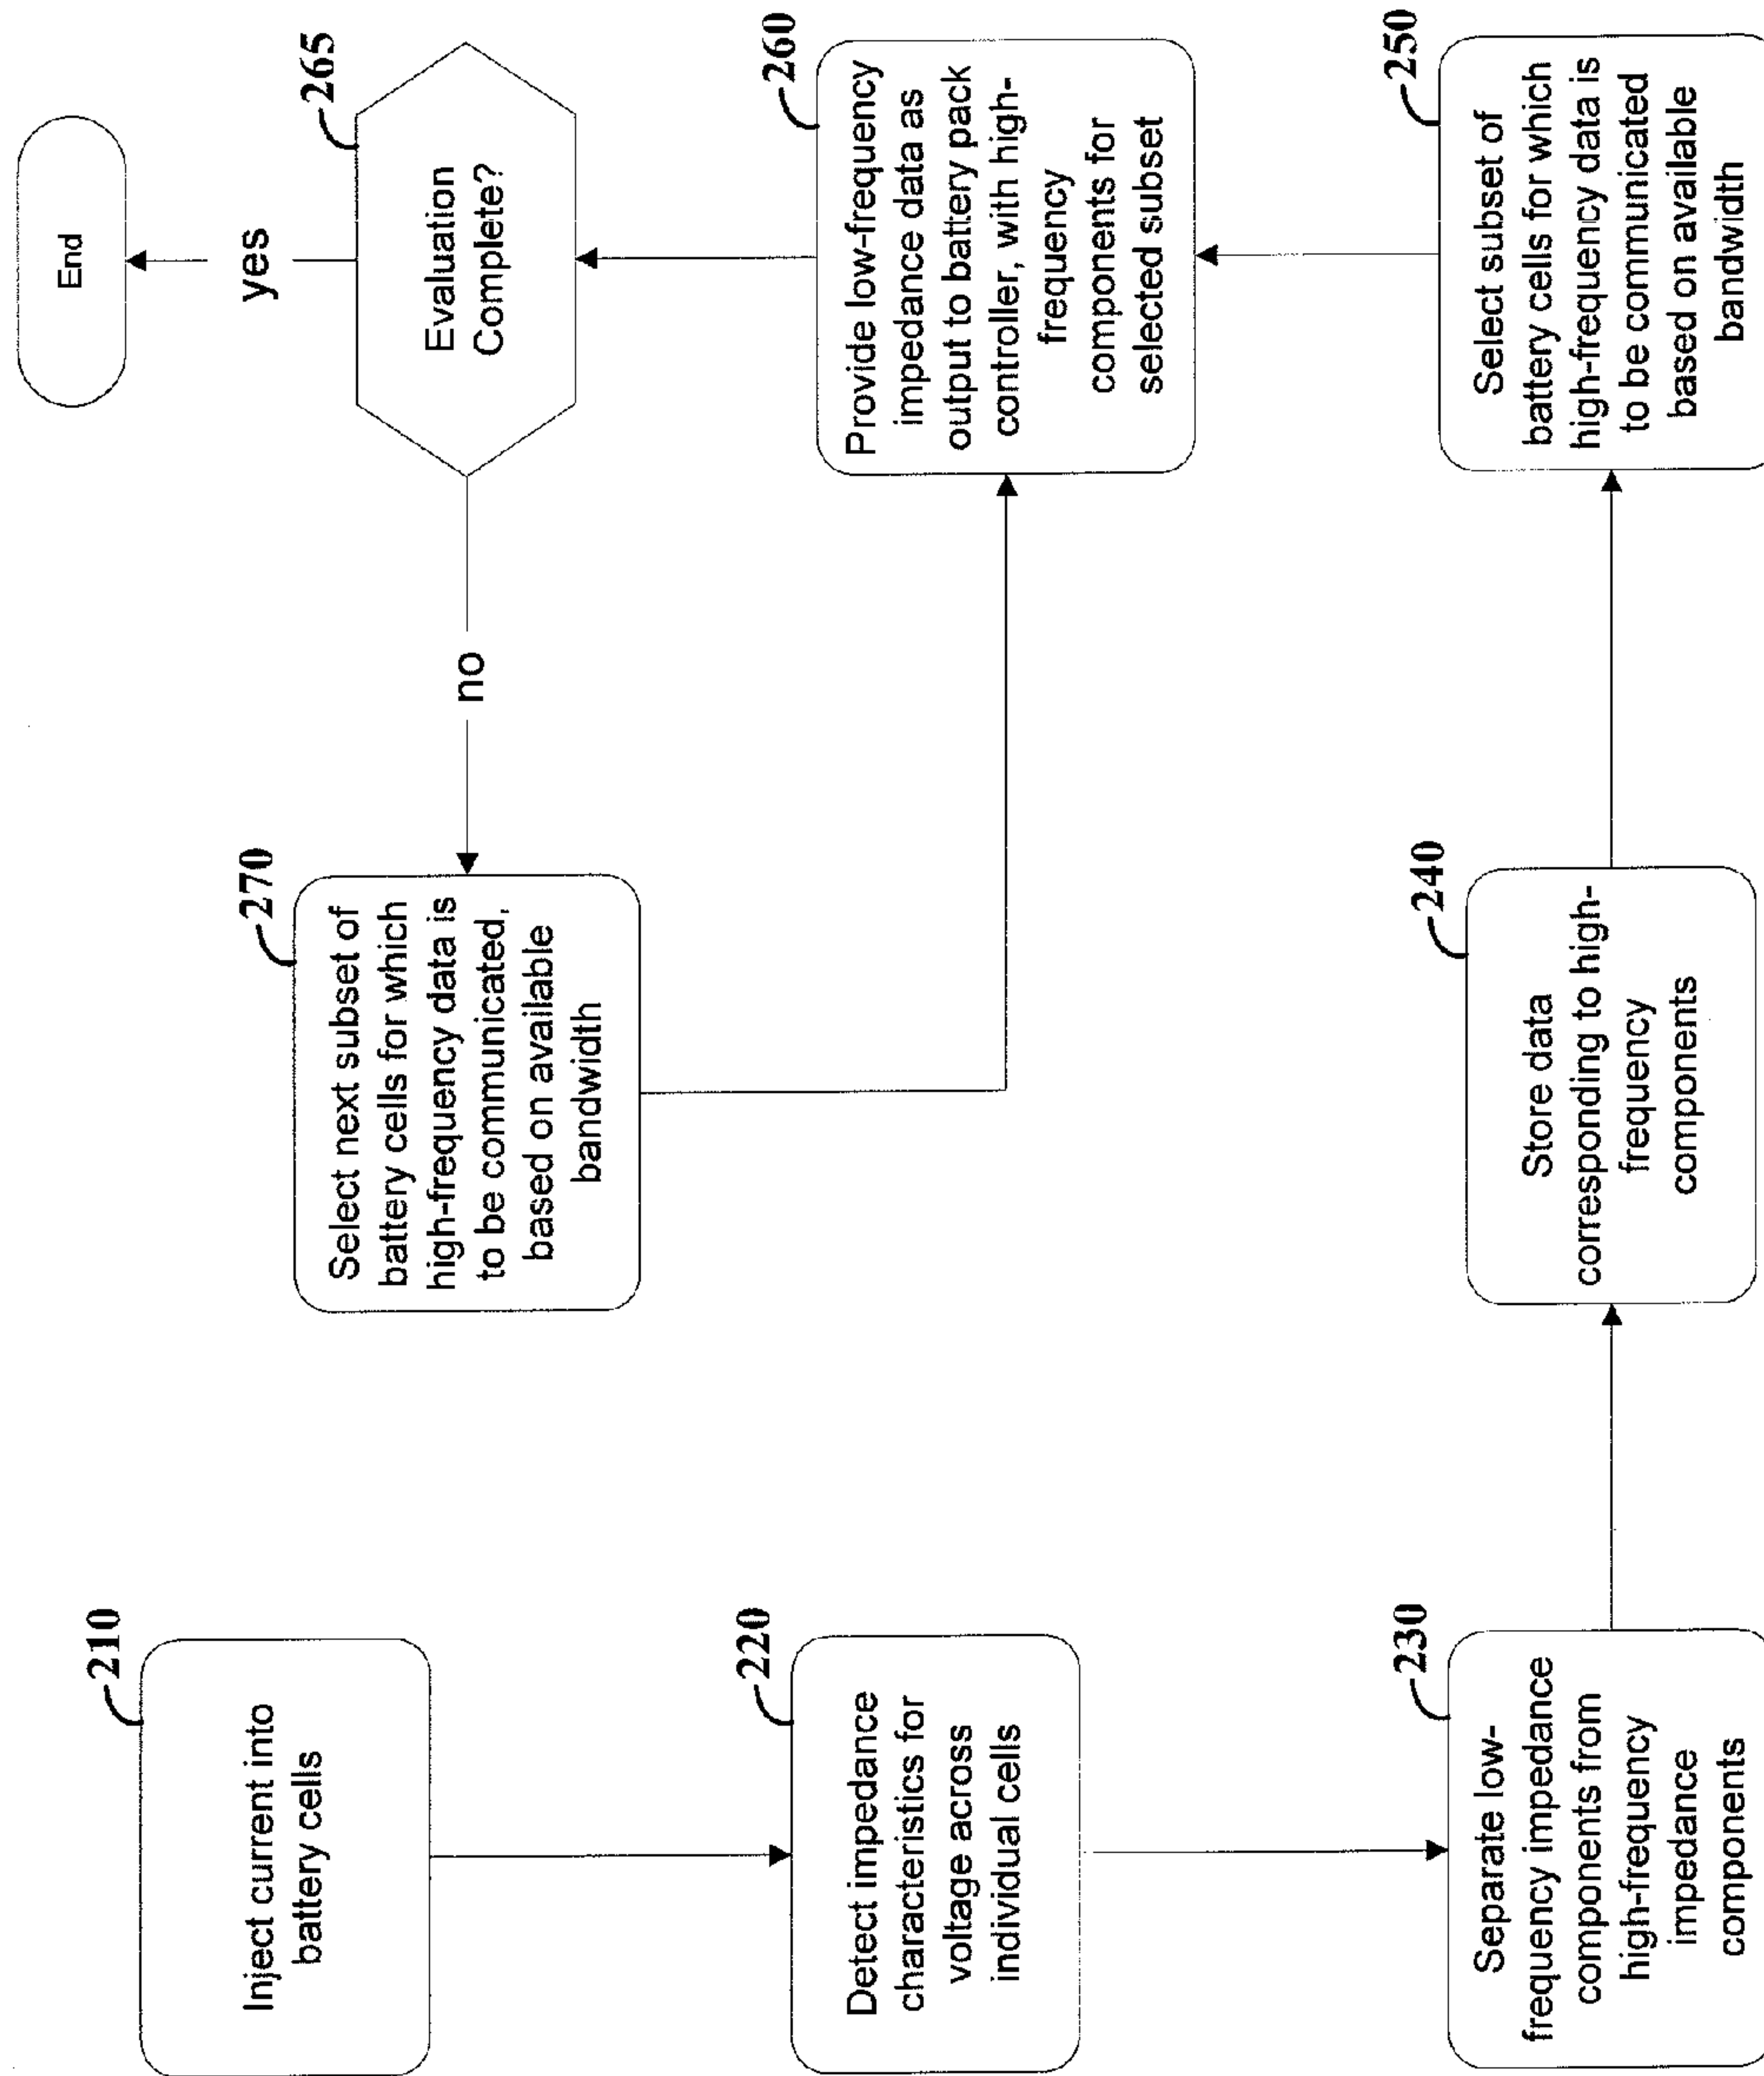 210
Inject current into
battery cells
220
Detect impedance
characteristics for
voltage across
individual cells
230
Separate low-
frequency impedance
components from
high-frequency
impedance
components
240
Store data
corresponding to high-
frequency
components
250
Select subset of
battery cells for which
high-frequency data is
to be communicated
based on available
bandwidth
260
Provide low-frequency
impedance data as
output to battery pack
controller, with high-
frequency
components for
selected subset
265
Evaluation
Complete?
yes
End
no
270
Select next subset of
battery cells for which
high-frequency data is
to be communicated,
based on available
bandwidth